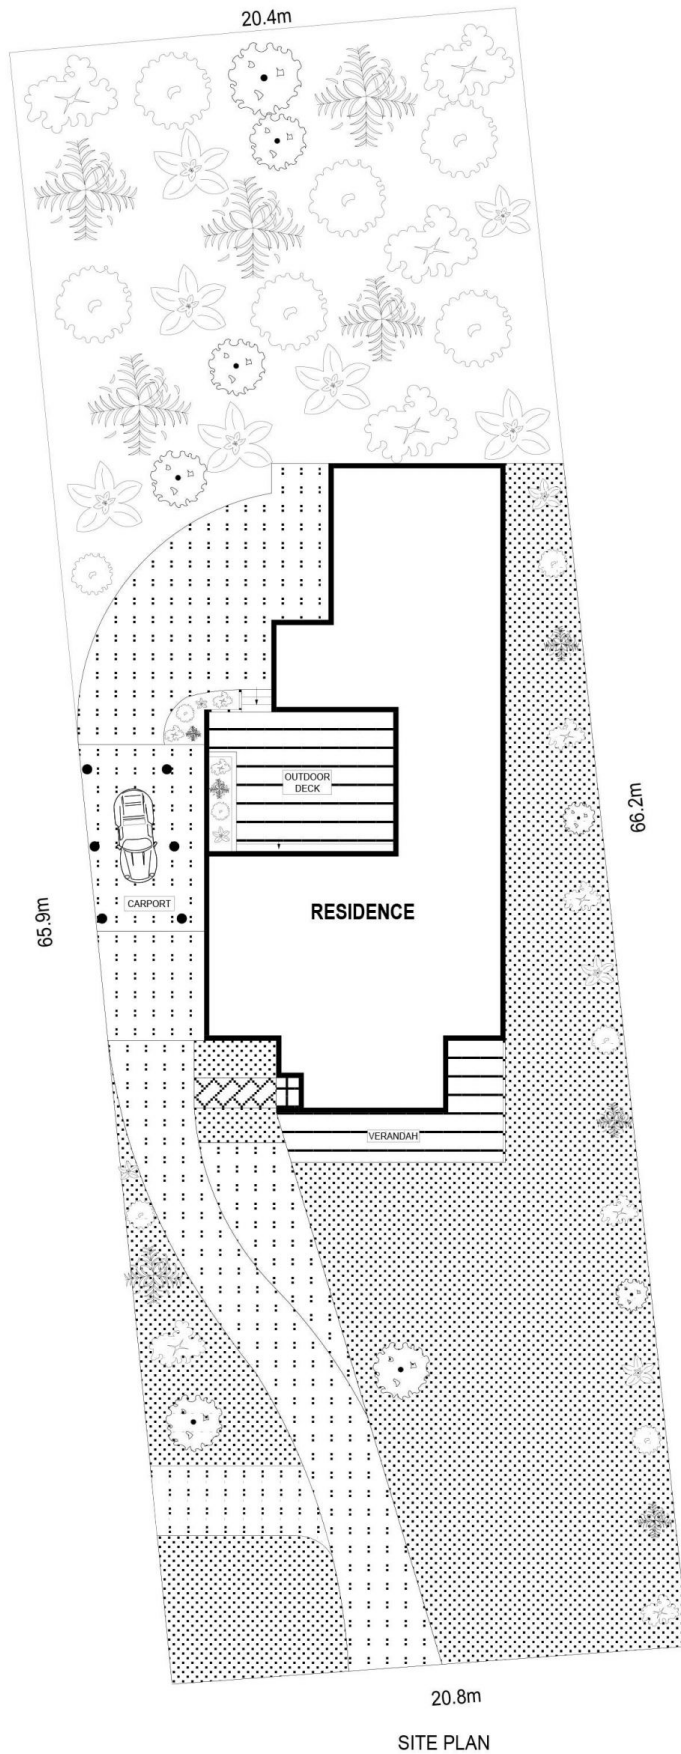 20.4m
OUTDOOR
DECK
66.2m
CARPORT
RESIDENCE
65.9m
VERANDAH
20.8m
SITE PLAN